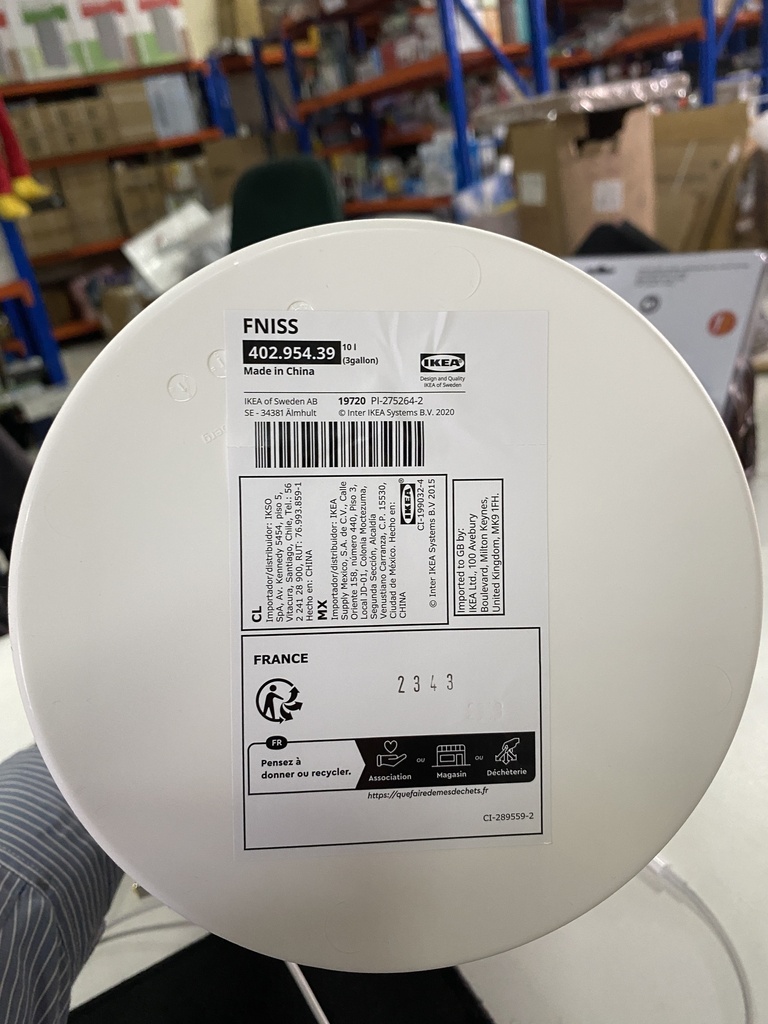 FNISS
402.954.39
10 l
(3gallon)
Made in China
IKEA®
Design and Quality
IKEA of Sweden
IKEA of Sweden AB
SE - 34381 Älmhult
19720 PI-275264-2
© Inter IKEA Systems B.V. 2020
CL
Importador/distribuidor: IKSO
SpA, Av. Kennedy 5454, piso 5,
Vitacura, Santiago, Chile, Tel.: 56
2 241 28 900, RUT: 76.993.859-1
Hecho en: CHINA
MX
Importador/distribuidor: IKEA
Supply Mexico, S.A. de C.V., Calle
Oriente 158, número 440, Piso 3,
Local JD-01, Colonia Moctezuma,
Segunda Sección, Alcaldía
Venustiano Carranza, C.P. 15530,
Ciudad de México. Hecho en:
CHINA
IKEA®
CI-199032-4
© Inter IKEA Systems B.V 2015
Imported to GB by:
IKEA Ltd., 100 Avebury
Boulevard, Milton Keynes,
United Kingdom, MK9 1FH.
FRANCE
2343
FR
Pensez à
donner ou recycler.
Association
OU
Magasin
OU
Déchèterie
https://quefairedemesdechets.fr
CI-289559-2